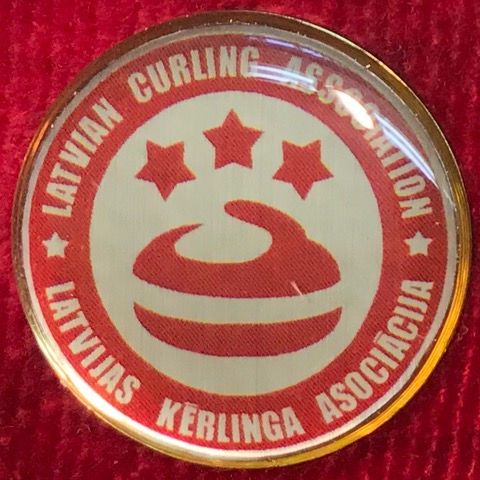 LATVIAN CURLING ASSOCIATION
LATVIJAS KĒRLINGA ASOCIĀCIJA